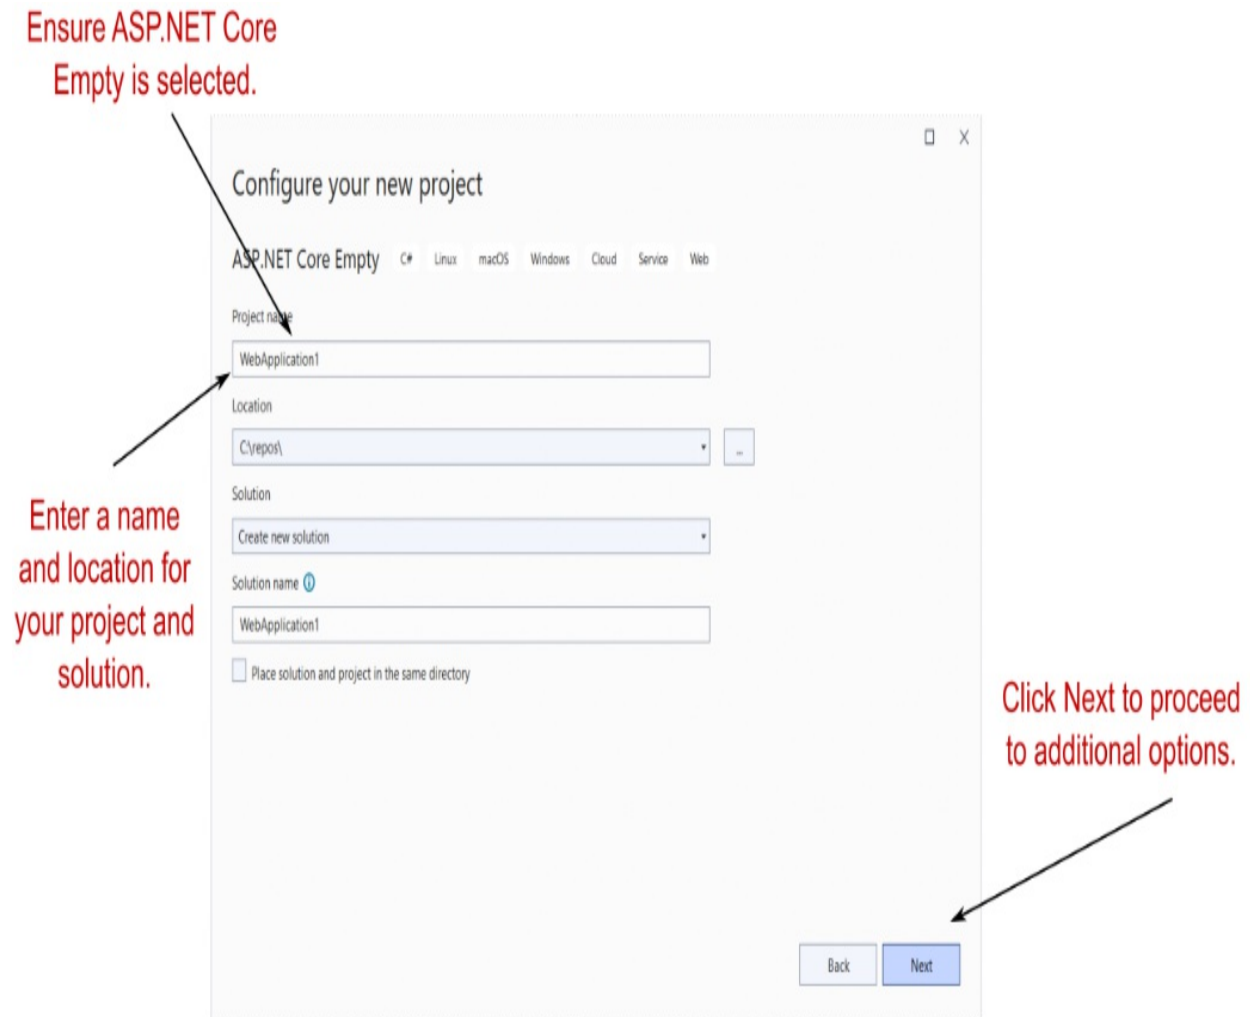 Ensure ASP.NET Core
Empty is selected.
Configure your new project
ASP.NET Core Empty C# Linux macOS Windows Cloud Service Web
Project name
WebApplication1
Location
C:\repos\
...
Solution
Create new solution
Solution name
WebApplication1
Place solution and project in the same directory
Enter a name
and location for
your project and
solution.
Click Next to proceed
to additional options.
Back Next